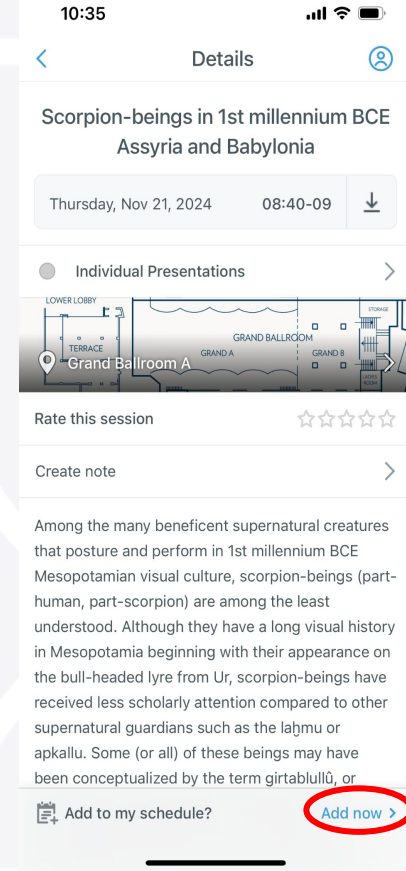 10:35
Details
Scorpion-beings in 1st millennium BCE
Assyria and Babylonia
Thursday, Nov 21, 2024 08:40-09
Individual Presentations
LOWER LOBBY
STORAGE
TERRACE
GRAND BALLROOM
GRAND A
GRAND B
LADIES
ROOM
Grand Ballroom A
Rate this session
Create note
Among the many beneficent supernatural creatures
that posture and perform in 1st millennium BCE
Mesopotamian visual culture, scorpion-beings (part-
human, part-scorpion) are among the least
understood. Although they have a long visual history
in Mesopotamia beginning with their appearance on
the bull-headed lyre from Ur, scorpion-beings have
received less scholarly attention compared to other
supernatural guardians such as the laḫmu or
apkallu. Some (or all) of these beings may have
been conceptualized by the term girtablullû, or
Add to my schedule? Add now